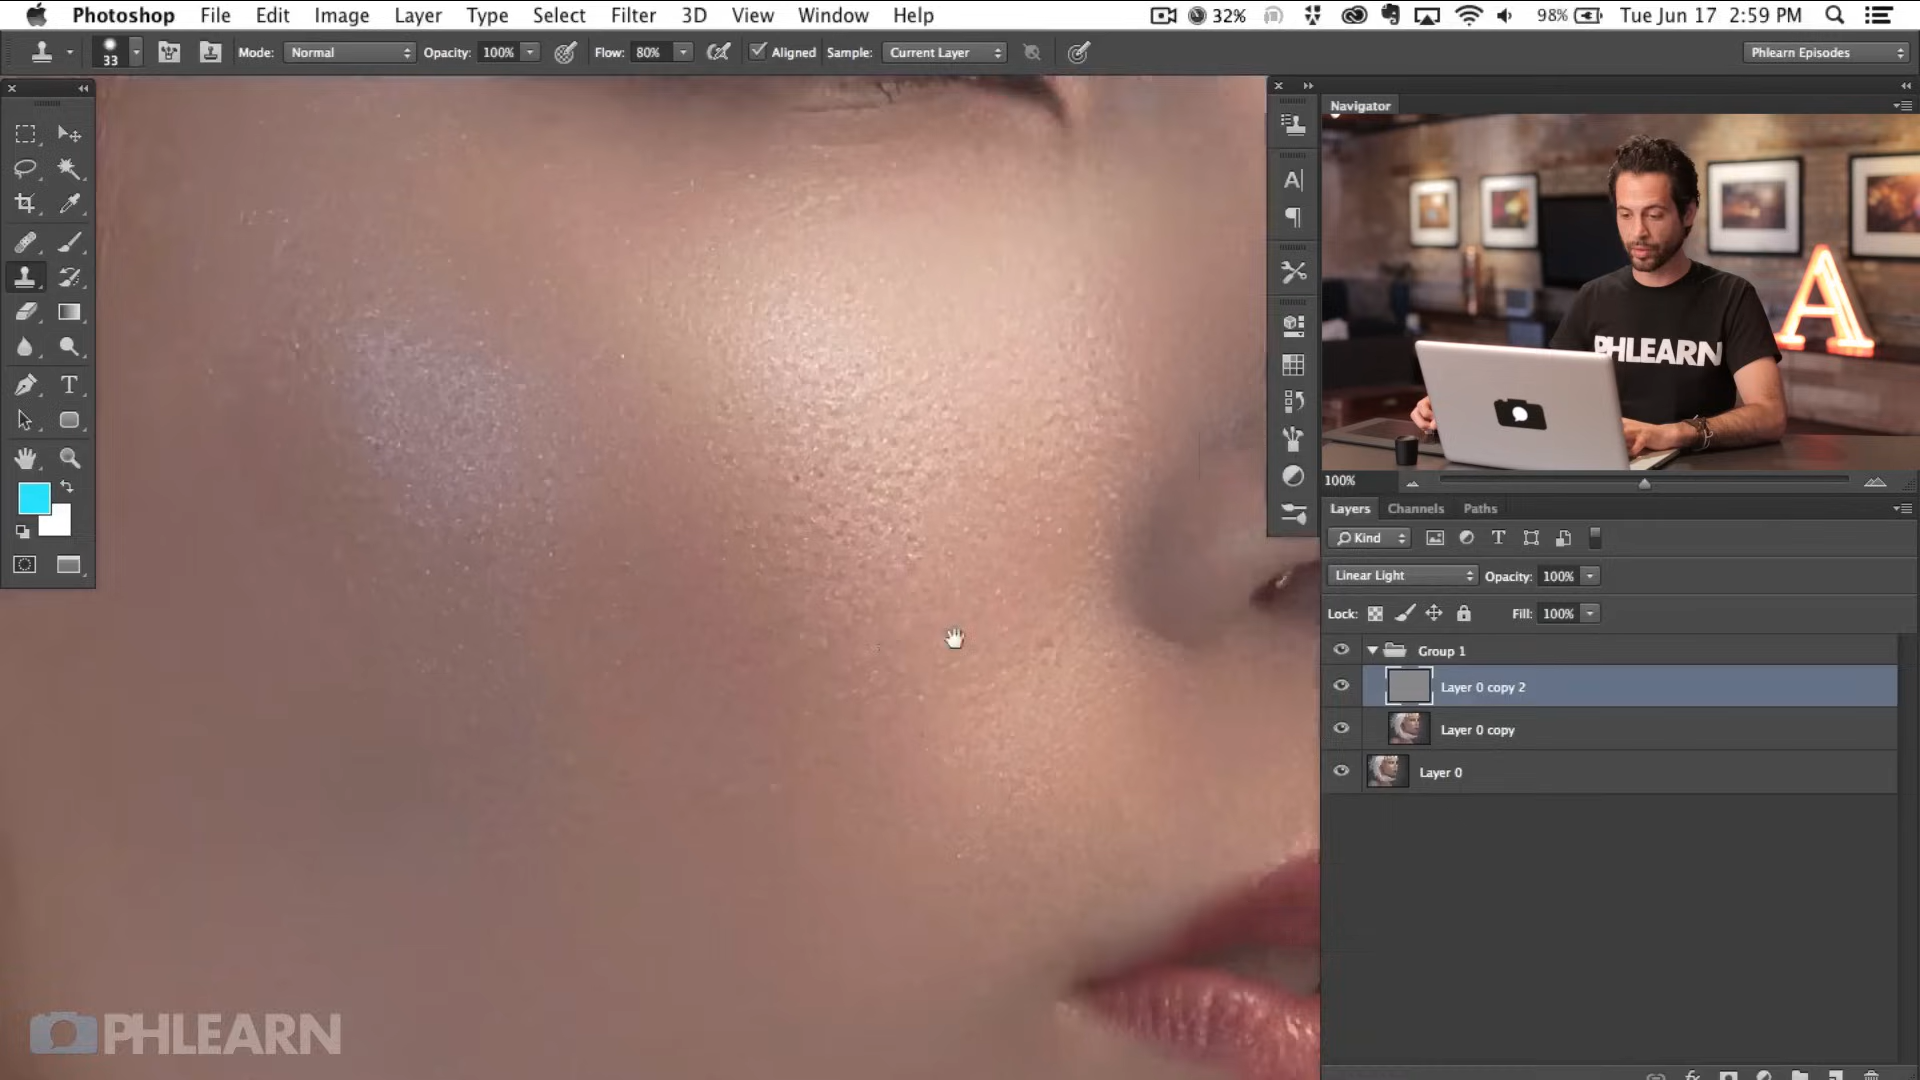 Photoshop File Edit Image Layer Type Select Filter 3D View Window Help 32% 98% Tue Jun 17 2:59 PM
33 Mode: Normal Opacity: 100% Flow: 80% Aligned Sample: Current Layer Phlearn Episodes
Navigator
A
PHLEARN
100%
Layers Channels Paths
Kind
Linear Light Opacity: 100%
Lock: Fill: 100%
Group 1
Layer 0 copy 2
Layer 0 copy
Layer 0
PHLEARN